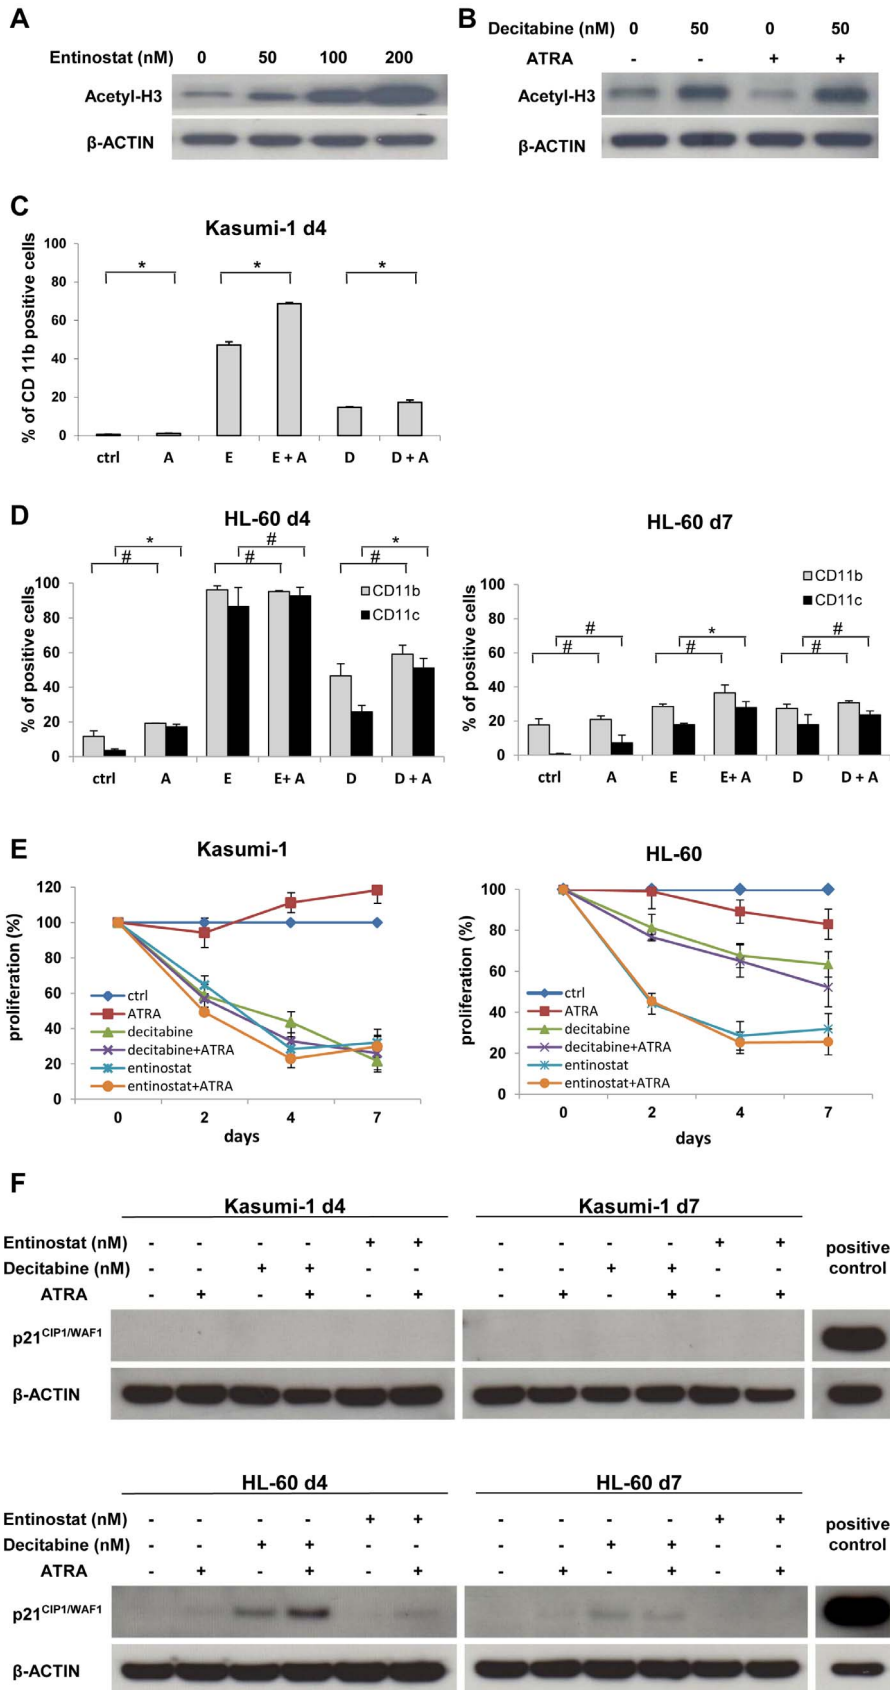 A
Entinostat (nM) 0 50 100 200
Acetyl-H3
β-ACTIN
B
Decitabine (nM) 0 50 0 50
ATRA - - + +
Acetyl-H3
β-ACTIN
C
Kasumi-1 d4
% of CD 11b positive cells
100
80
60
40
20
0
* * *
ctrl A E E + A D D + A
D
HL-60 d4
% of positive cells
100
80
60
40
20
0
* # *
# # #
CD11b
CD11c
ctrl A E E+ A D D + A
HL-60 d7
% of positive cells
100
80
60
40
20
0
CD11b
CD11c
# * #
# # #
ctrl A E E+ A D D + A
E
Kasumi-1
proliferation (%)
120
100
80
60
40
20
0
ctrl
ATRA
decitabine
decitabine+ATRA
entinostat
entinostat+ATRA
0 2 4 7
days
HL-60
proliferation (%)
100
80
60
40
20
0
ctrl
ATRA
decitabine
decitabine+ATRA
entinostat
entinostat+ATRA
0 2 4 7
days
F
Kasumi-1 d4 Kasumi-1 d7
Entinostat (nM) - - - - + + - - - - + +
Decitabine (nM) - - + + - - - - + + - -
ATRA - + - + - + - + - + - +
positive
control
p21CIP1/WAF1
β-ACTIN
HL-60 d4 HL-60 d7
Entinostat (nM) - - - - + + - - - - + +
Decitabine (nM) - - + + - - - - + + - -
ATRA - + - + - + - + - + - +
positive
control
p21CIP1/WAF1
β-ACTIN